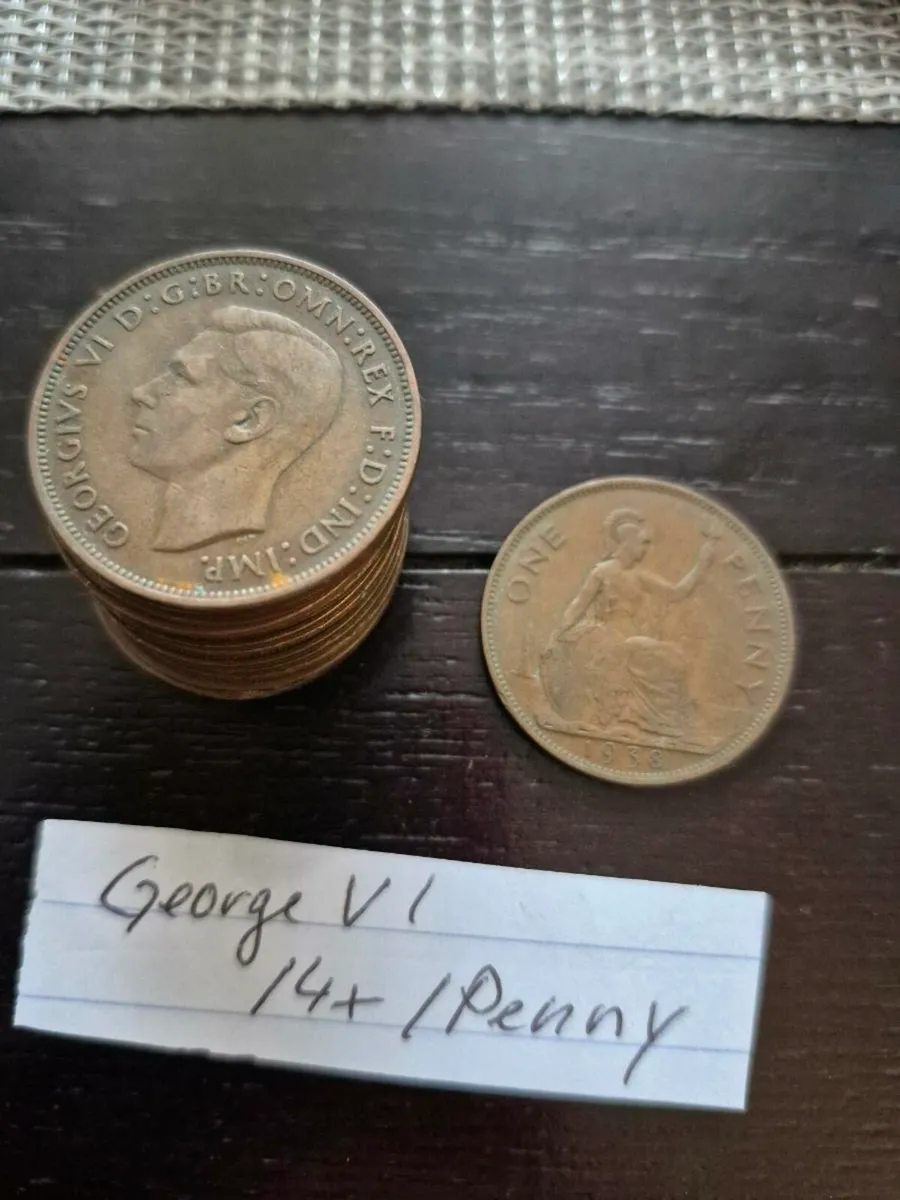 GEORGIVS VI D:G:BR:OMN:REX F:D:IND:IMP.
ONE PENNY
1938
George VI
14+ 1Penny